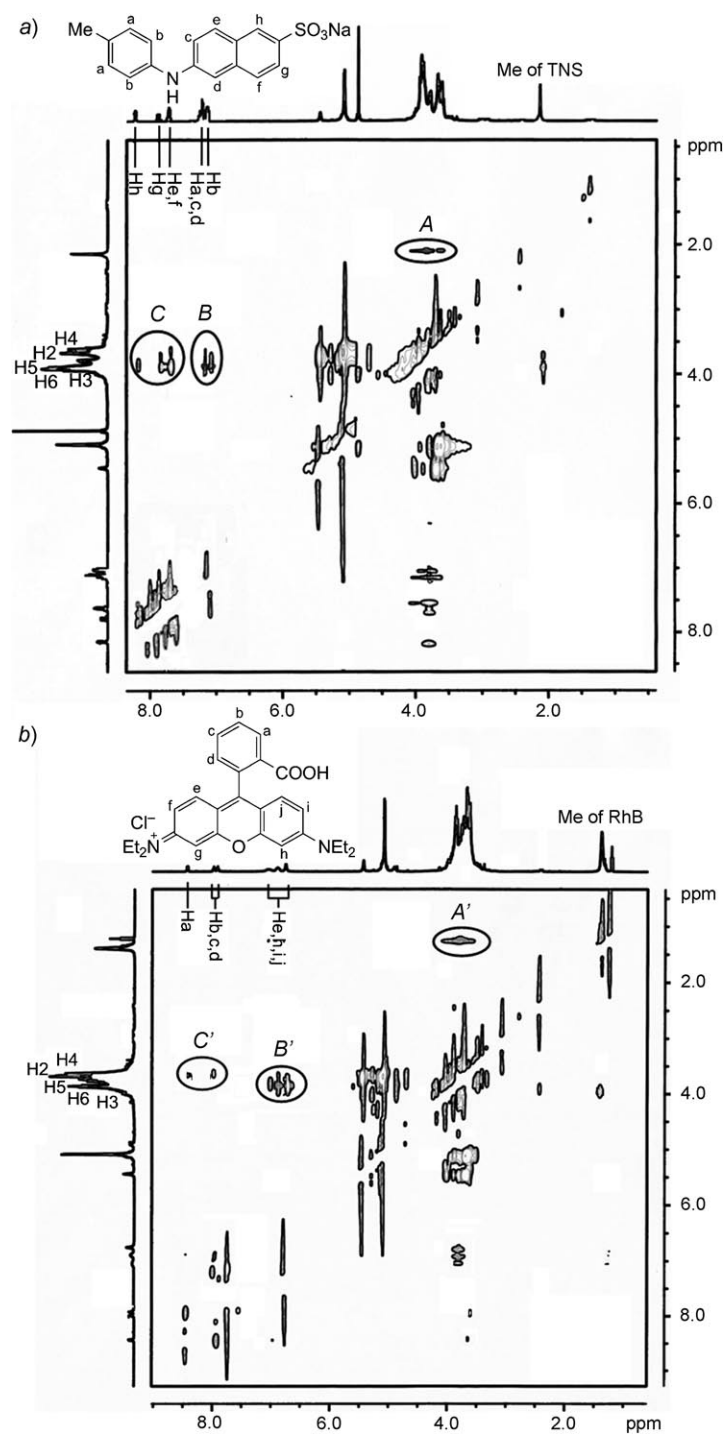 a)
Me
a
b
a
b
N
H
c
e
h
d
f
g
SO3Na
Me of TNS
Hh
Hg
He,f
Ha,c,d
Hb
ppm
2.0
4.0
6.0
8.0
A
C
B
H4
H2
H5
H6
H3
8.0
6.0
4.0
2.0
b)
b
c
a
d
COOH
e
j
f
i
Cl−
Et2N+
g
O
h
NEt2
Me of RhB
Ha
Hb,c,d
He,h,i,j
ppm
2.0
4.0
6.0
8.0
A'
C'
B'
H4
H2
H5
H6
H3
8.0
6.0
4.0
2.0
ppm